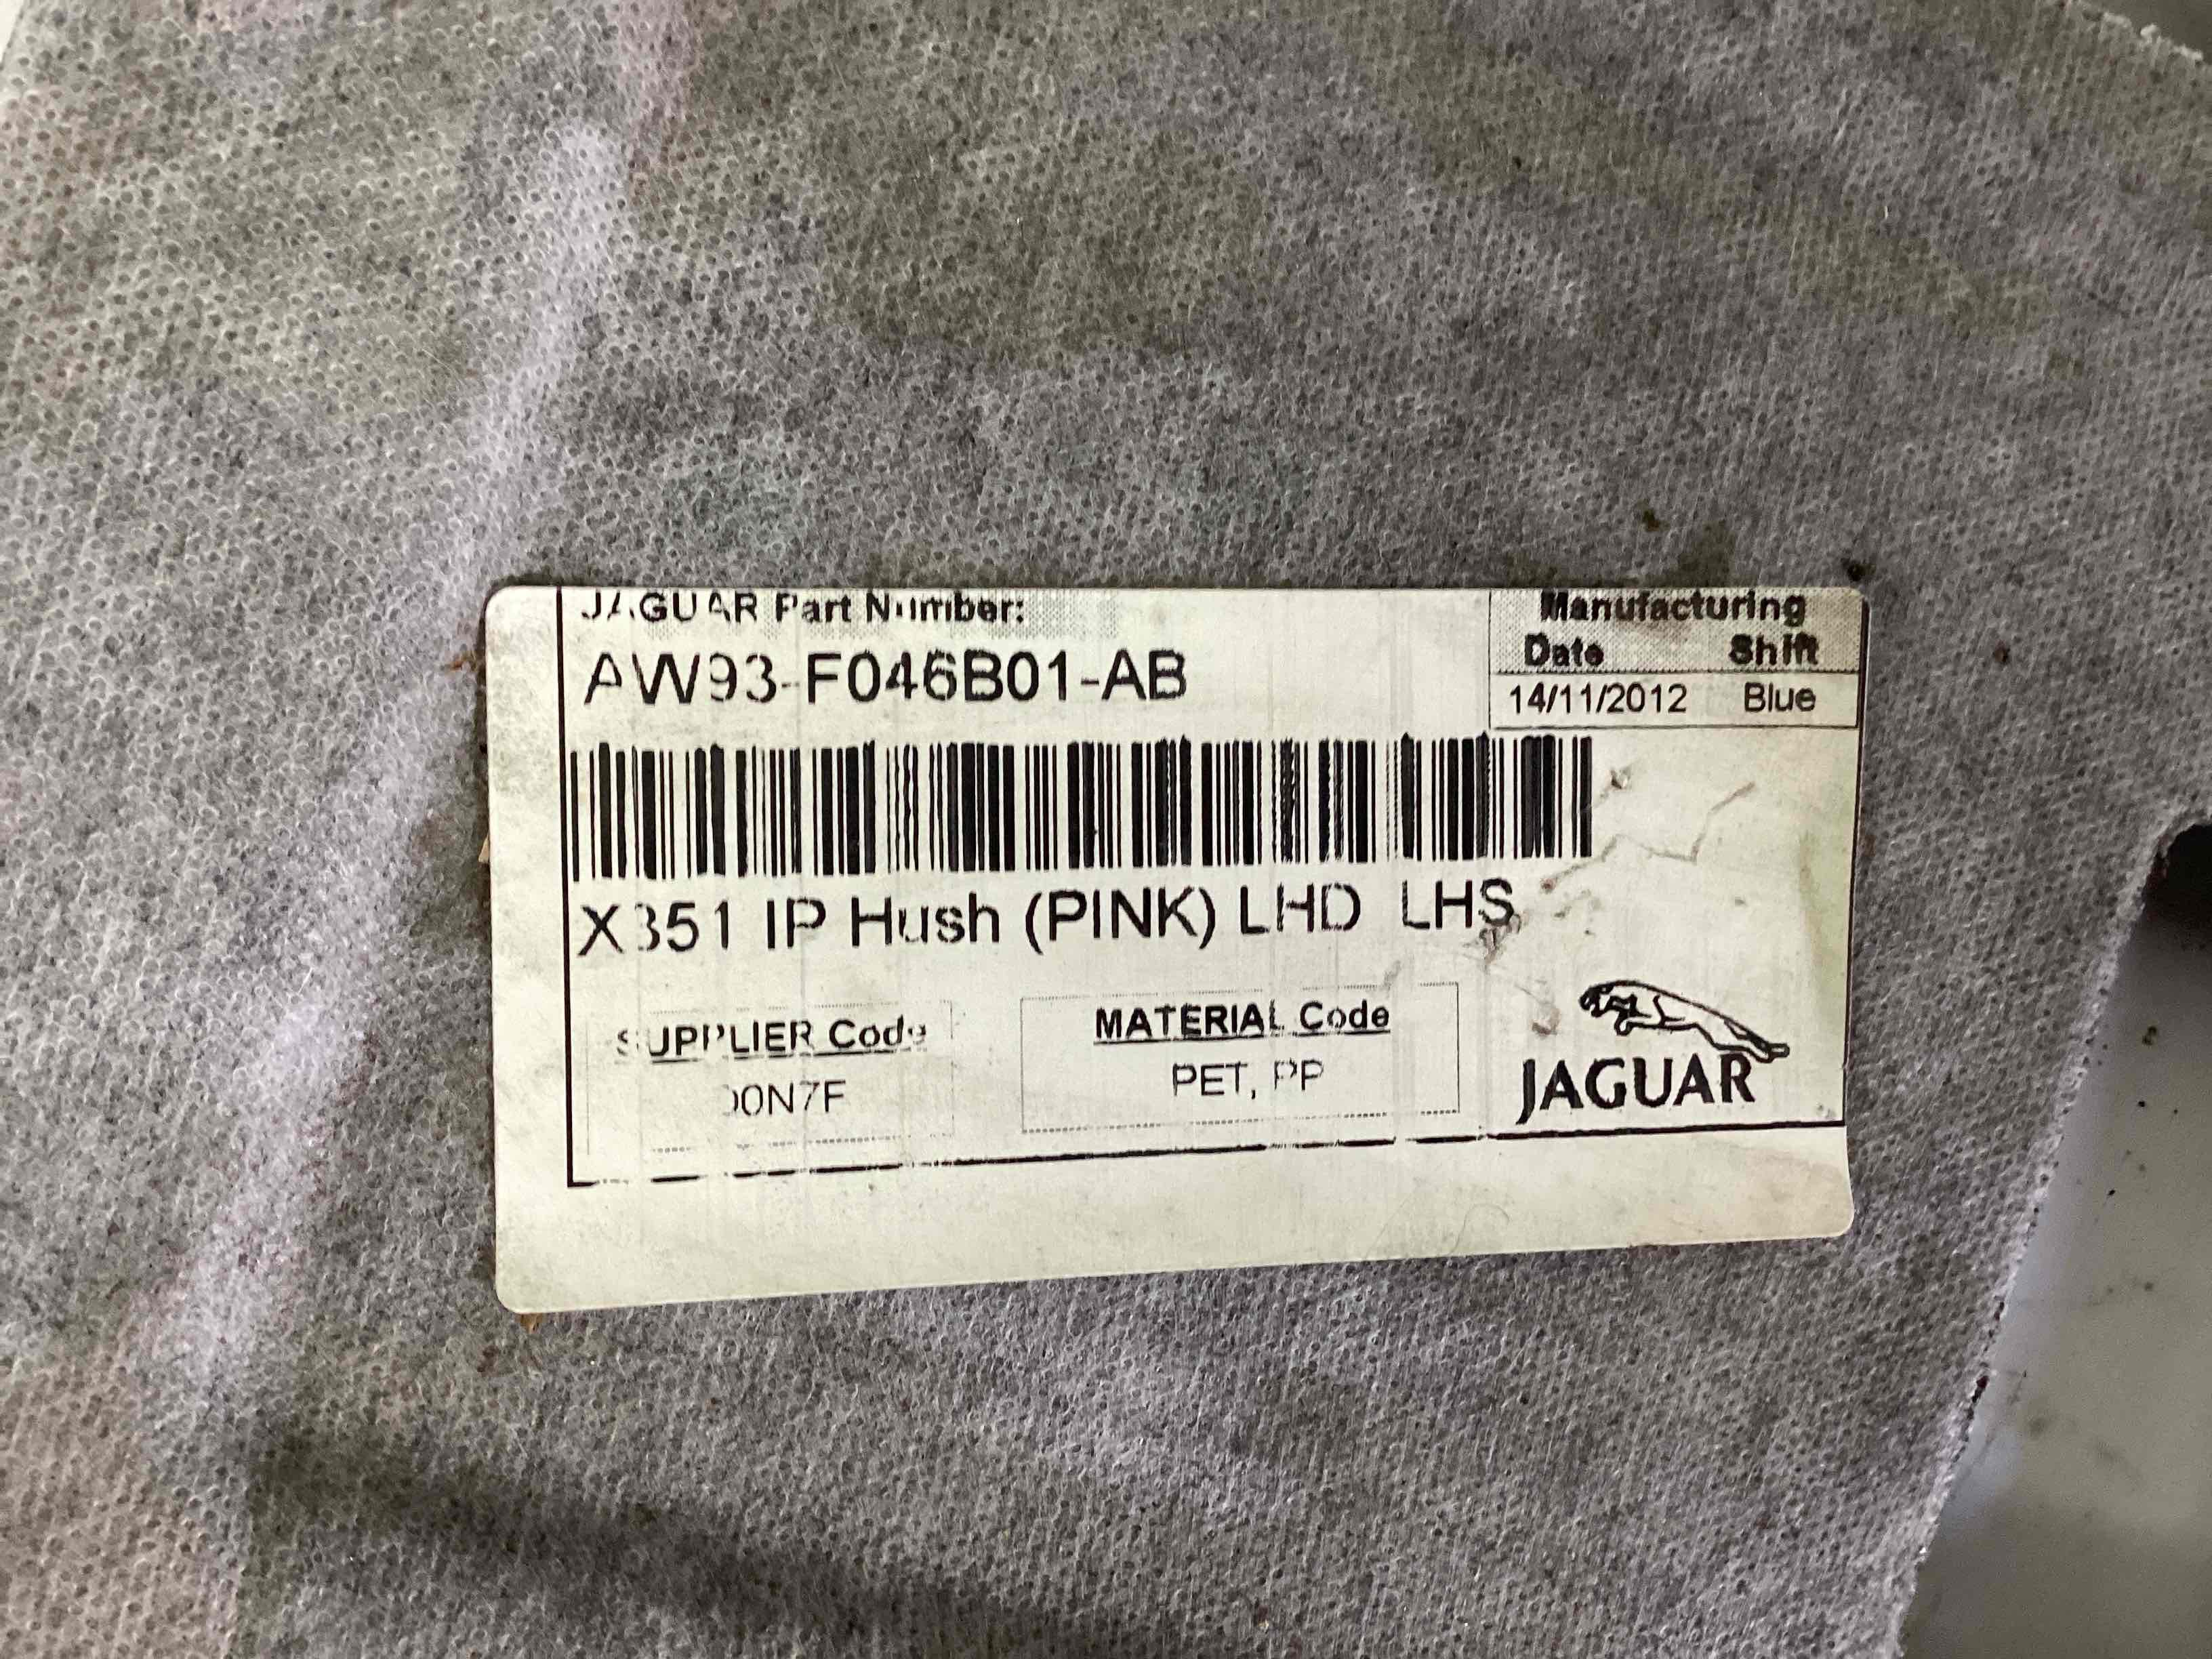 JAGUAR Part Number:
AW93-F046B01-AB
Manufacturing
Date Shift
14/11/2012 Blue
X351 IP Hush (PINK) LHD LHS
SUPPLIER Code
MATERIAL Code
PET, PP
JAGUAR